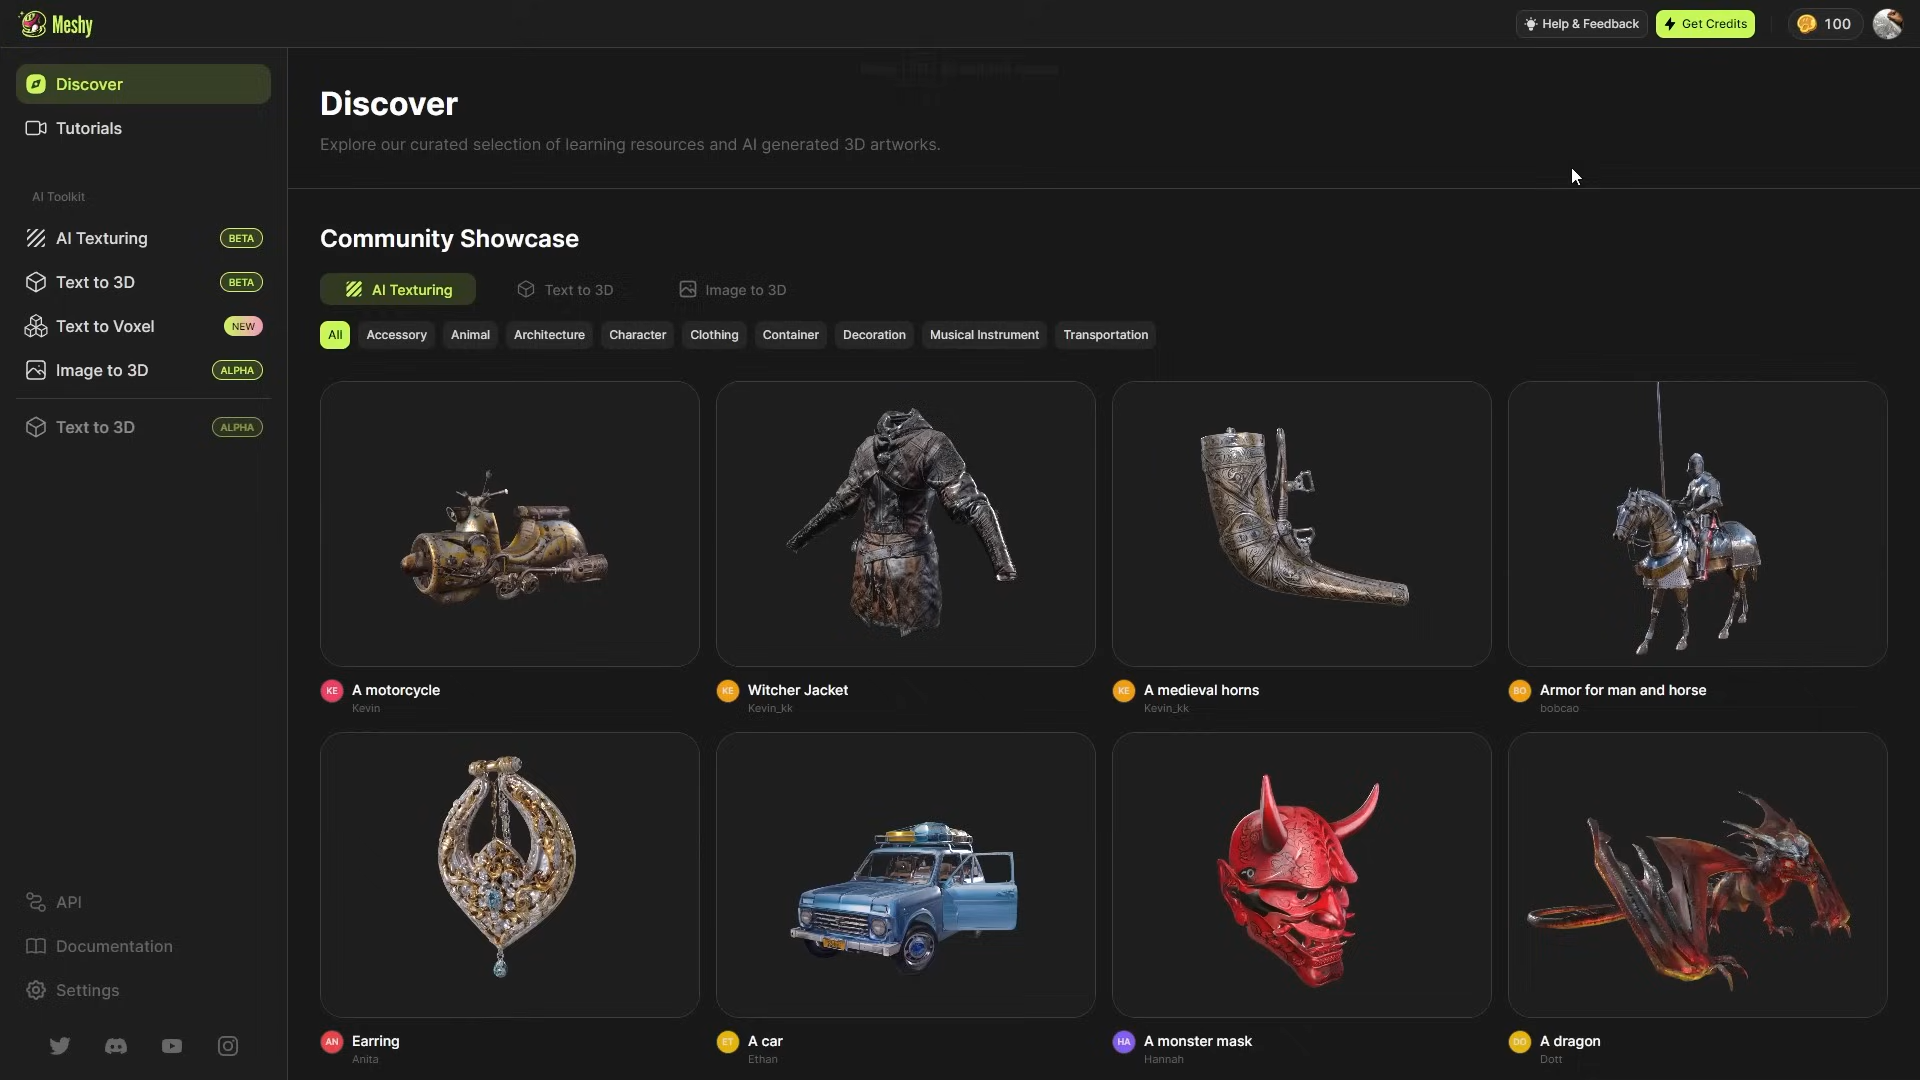 Meshy
Help & Feedback
Get Credits
100
Discover
Tutorials
AI Toolkit
AI Texturing BETA
Text to 3D BETA
Text to Voxel NEW
Image to 3D ALPHA
Text to 3D ALPHA
API
Documentation
Settings
Discover
Explore our curated selection of learning resources and AI generated 3D artworks.
Community Showcase
AI Texturing Text to 3D Image to 3D
All Accessory Animal Architecture Character Clothing Container Decoration Musical Instrument Transportation
KE A motorcycle
Kevin
KE Witcher Jacket
Kevin_kk
KE A medieval horns
Kevin_kk
BO Armor for man and horse
bobcao
AN Earring
Anita
ET A car
Ethan
HA A monster mask
Hannah
DO A dragon
Dott